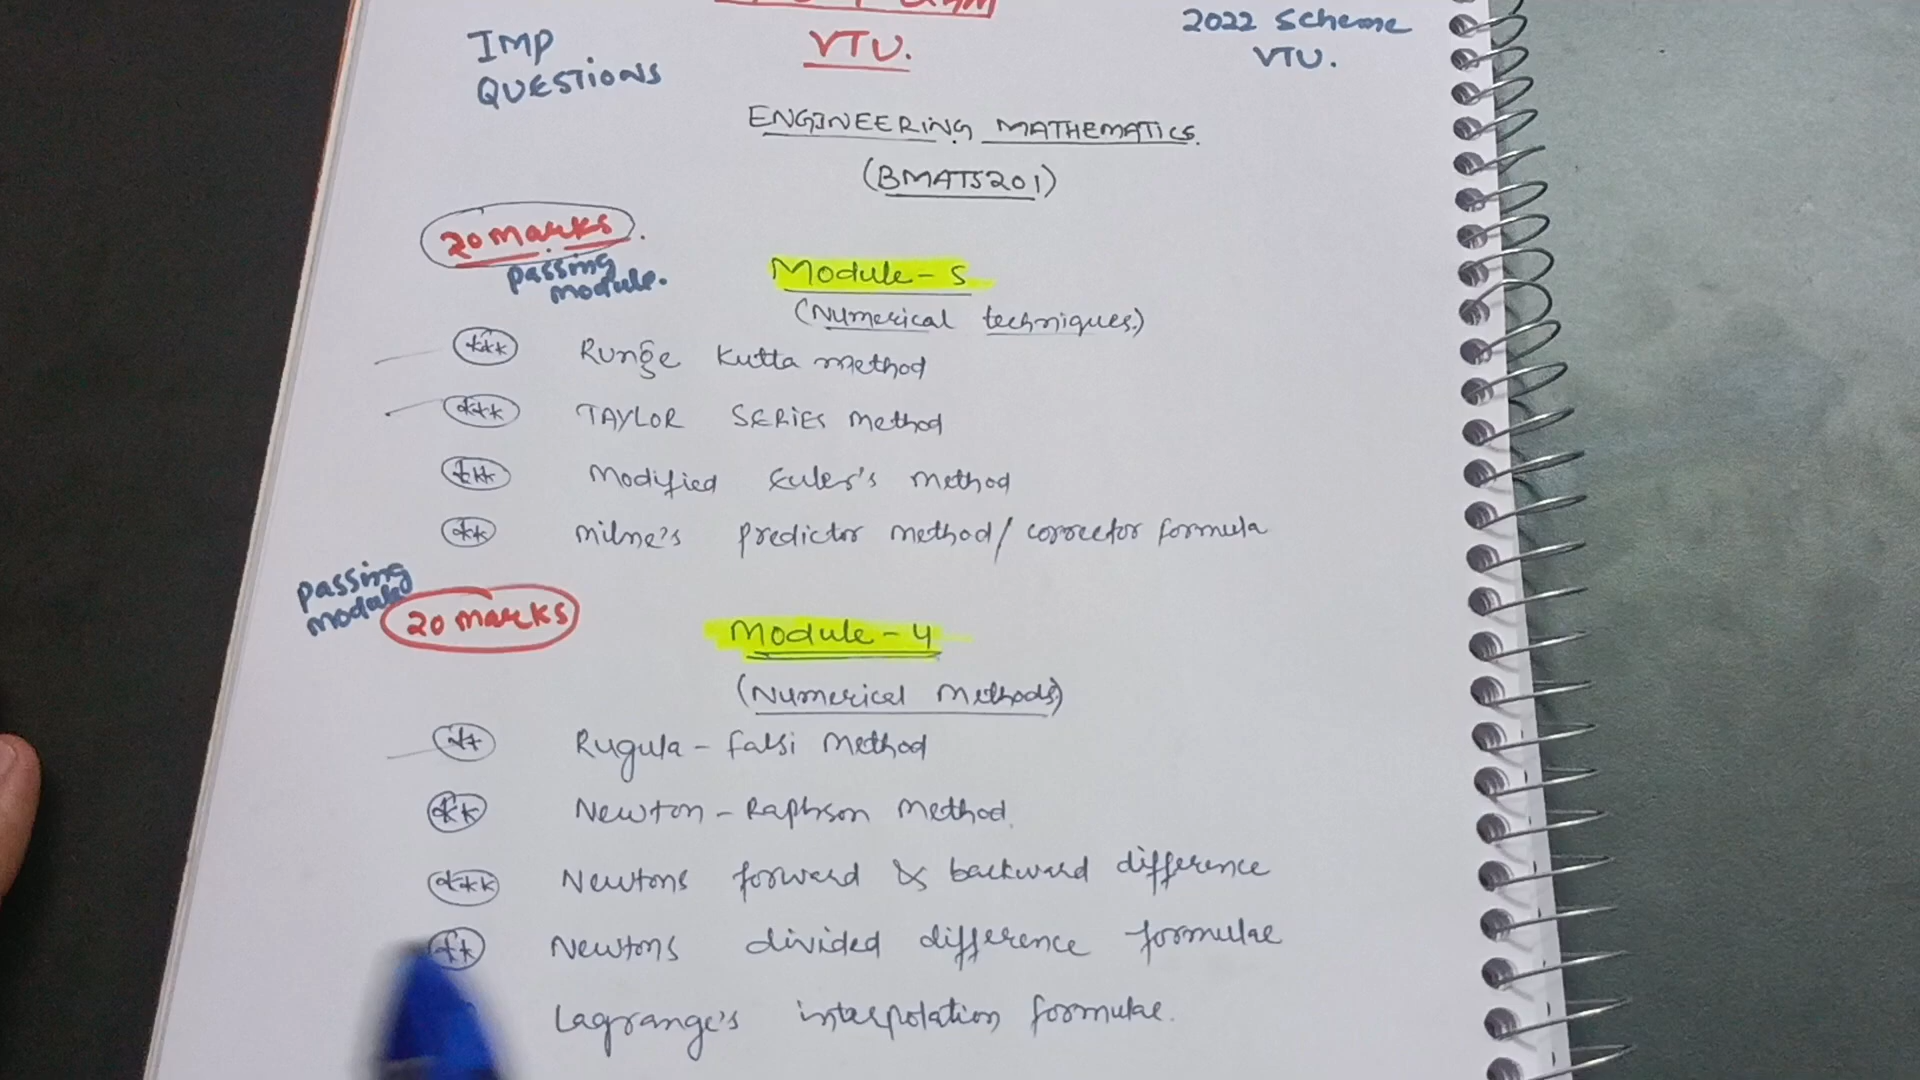 IMP
QUESTIONS
VTU.
2022 Scheme
VTU.
ENGINEERING MATHEMATICS
(BMATS201)
20 marks.
passing
module.
Module-5
(Numerical techniques)
*** Runge Kutta method
*** TAYLOR SERIES method
*** Modified Euler's method
** milne's predictor method/ corrector formula
passing
module
20 marks
Module-4
(Numerical Methods)
** Rugula-falsi method
** Newton-Raphson method.
*** Newtons forward & backward difference
** Newtons divided difference formulae
Lagrange's interpolation formulae.